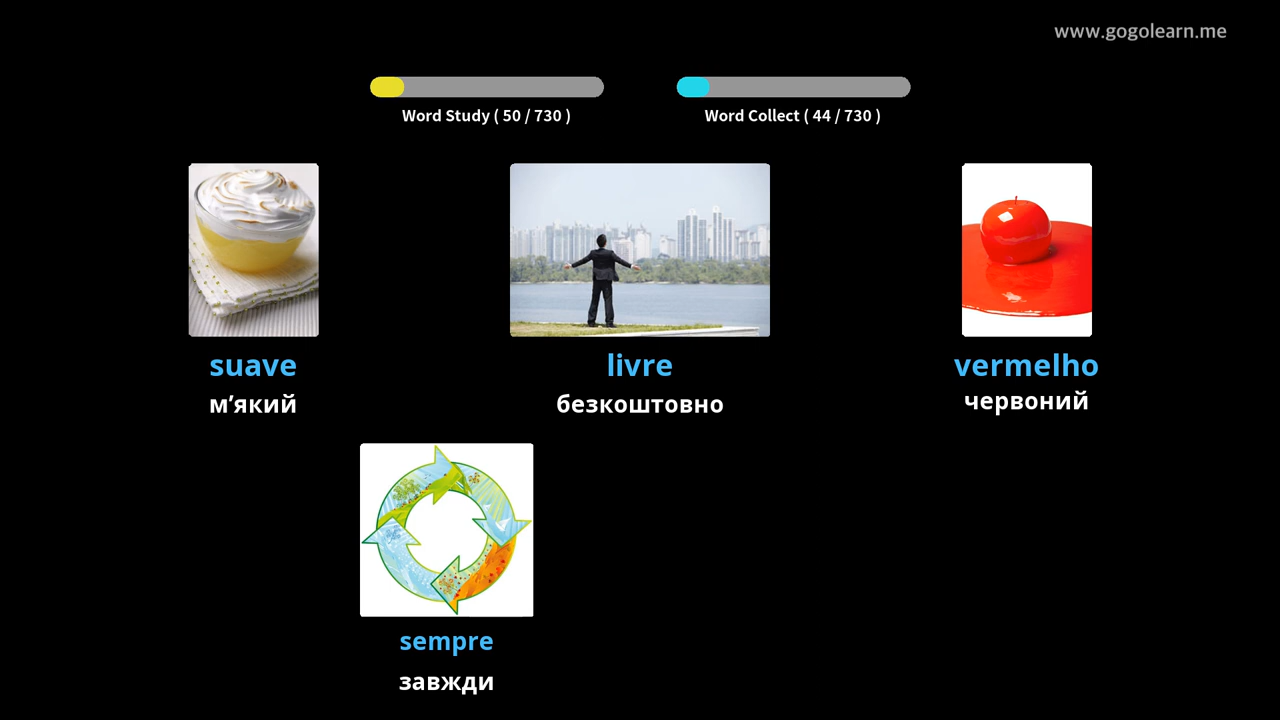 www.gogolearn.me
Word Study ( 50 / 730 )
Word Collect ( 44 / 730 )
suave
м’який
livre
безкоштовно
vermelho
червоний
sempre
завжди